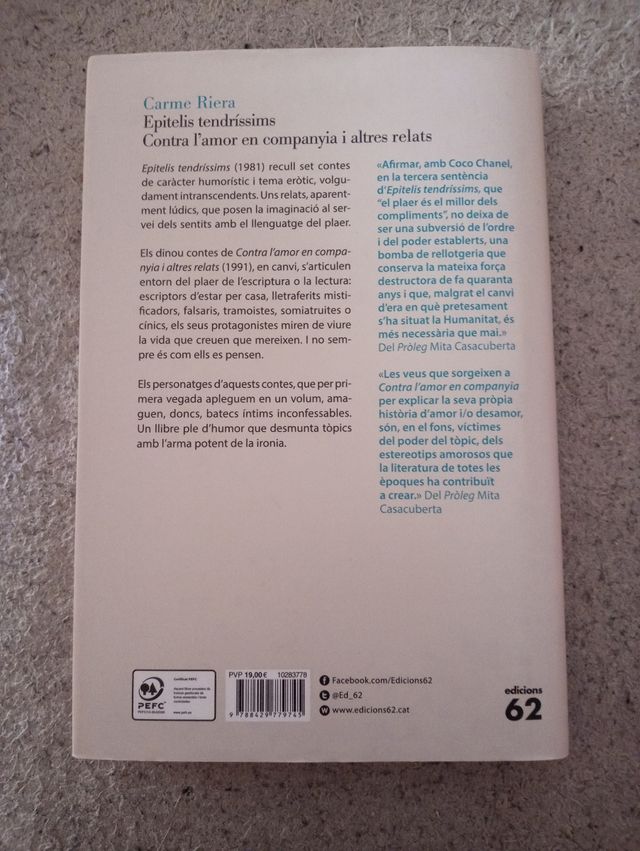 Carme Riera
Epitelis tendríssims
Contra l'amor en companyia i altres relats
Epitelis tendríssims (1981) recull set contes
de caràcter humorístic i tema eròtic, volgu-
dament intranscendents. Uns relats, aparent-
ment lúdics, que posen la imaginació al ser-
vei dels sentits amb el llenguatge del plaer.
Els dinou contes de Contra l'amor en compa-
nyia i altres relats (1991), en canvi, s'articulen
entorn del plaer de l'escriptura o la lectura:
escriptors d'estar per casa, lletraferits misti-
ficadors, falsaris, tramoistes, somiatruites o
cínics, els seus protagonistes miren de viure
la vida que creuen que mereixen. I no sem-
pre és com ells es pensen.
Els personatges d'aquests contes, que per pri-
mera vegada apleguem en un volum, ama-
guen, doncs, batecs íntims inconfessables.
Un llibre ple d'humor que desmunta tòpics
amb l'arma potent de la ironia.
«Afirmar, amb Coco Chanel,
en la tercera sentència
d'Epitelis tendríssims, que
"el plaer és el millor dels
compliments", no deixa de
ser una subversió de l'ordre
i del poder establerts, una
bomba de rellotgeria que
conserva la mateixa força
destructora de fa quaranta
anys i que, malgrat el canvi
d'era en què pretesament
s'ha situat la Humanitat, és
més necessària que mai.»
Del Pròleg Mita Casacuberta
«Les veus que sorgeixen a
Contra l'amor en companyia
per explicar la seva pròpia
història d'amor i/o desamor,
són, en el fons, víctimes
del poder del tòpic, dels
estereotips amorosos que
la literatura de totes les
èpoques ha contribuït
a crear.» Del Pròleg Mita
Casacuberta
PEFC
Certificat PEFC
www.pefc.es
PVP 19,00 € 10283778
9 788429 779745
Facebook.com/Edicions62
@Ed_62
www.edicions62.cat
edicions
62